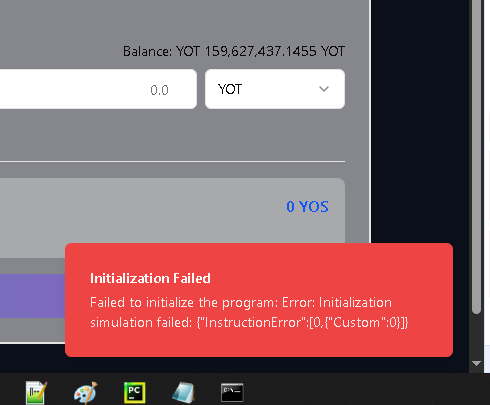 Balance: YOT 159,627,437.1455 YOT
0.0
YOT
0 YOS
Initialization Failed
Failed to initialize the program: Error: Initialization
simulation failed: {"InstructionError":[0,{"Custom":0}]}
PC